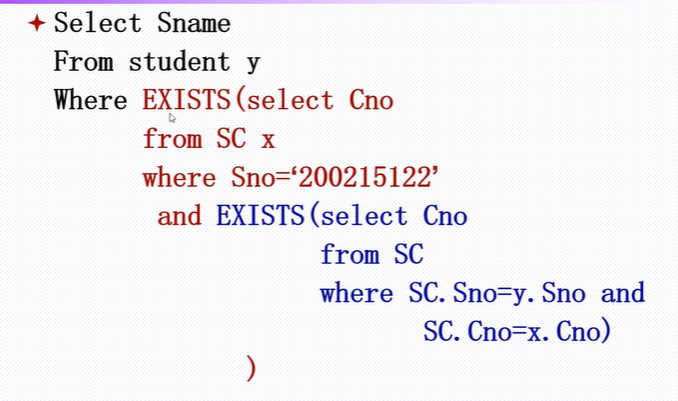 Select Sname
From student y
Where EXISTS(select Cno
from SC x
where Sno=‘200215122’
and EXISTS(select Cno
from SC
where SC.Sno=y.Sno and
SC.Cno=x.Cno)
)